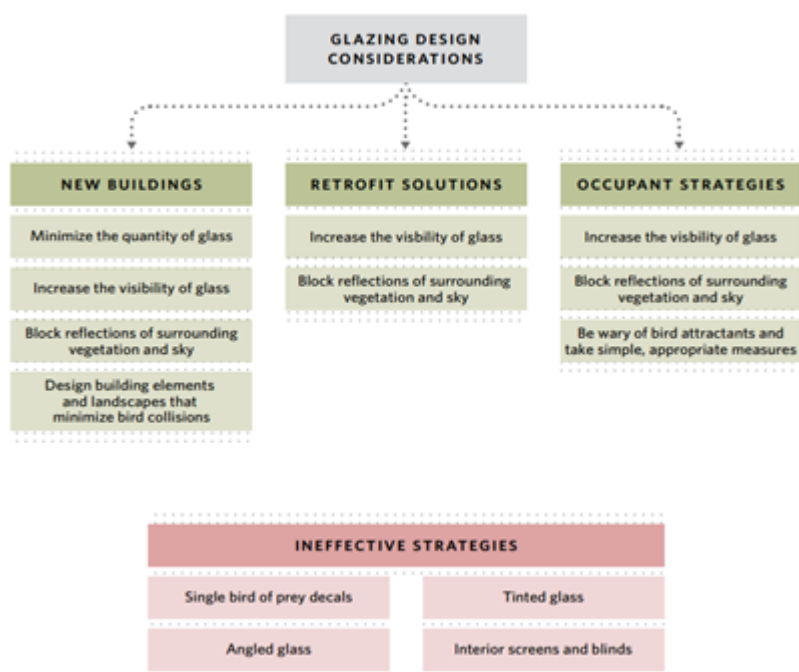 GLAZING DESIGN
CONSIDERATIONS
NEW BUILDINGS
Minimize the quantity of glass
Increase the visibility of glass
Block reflections of surrounding
vegetation and sky
Design building elements
and landscapes that
minimize bird collisions
RETROFIT SOLUTIONS
Increase the visbility of glass
Block reflections of surrounding
vegetation and sky
OCCUPANT STRATEGIES
Increase the visbility of glass
Block reflections of surrounding
vegetation and sky
Be wary of bird attractants and
take simple, appropriate measures
INEFFECTIVE STRATEGIES
Single bird of prey decals
Tinted glass
Angled glass
Interior screens and blinds